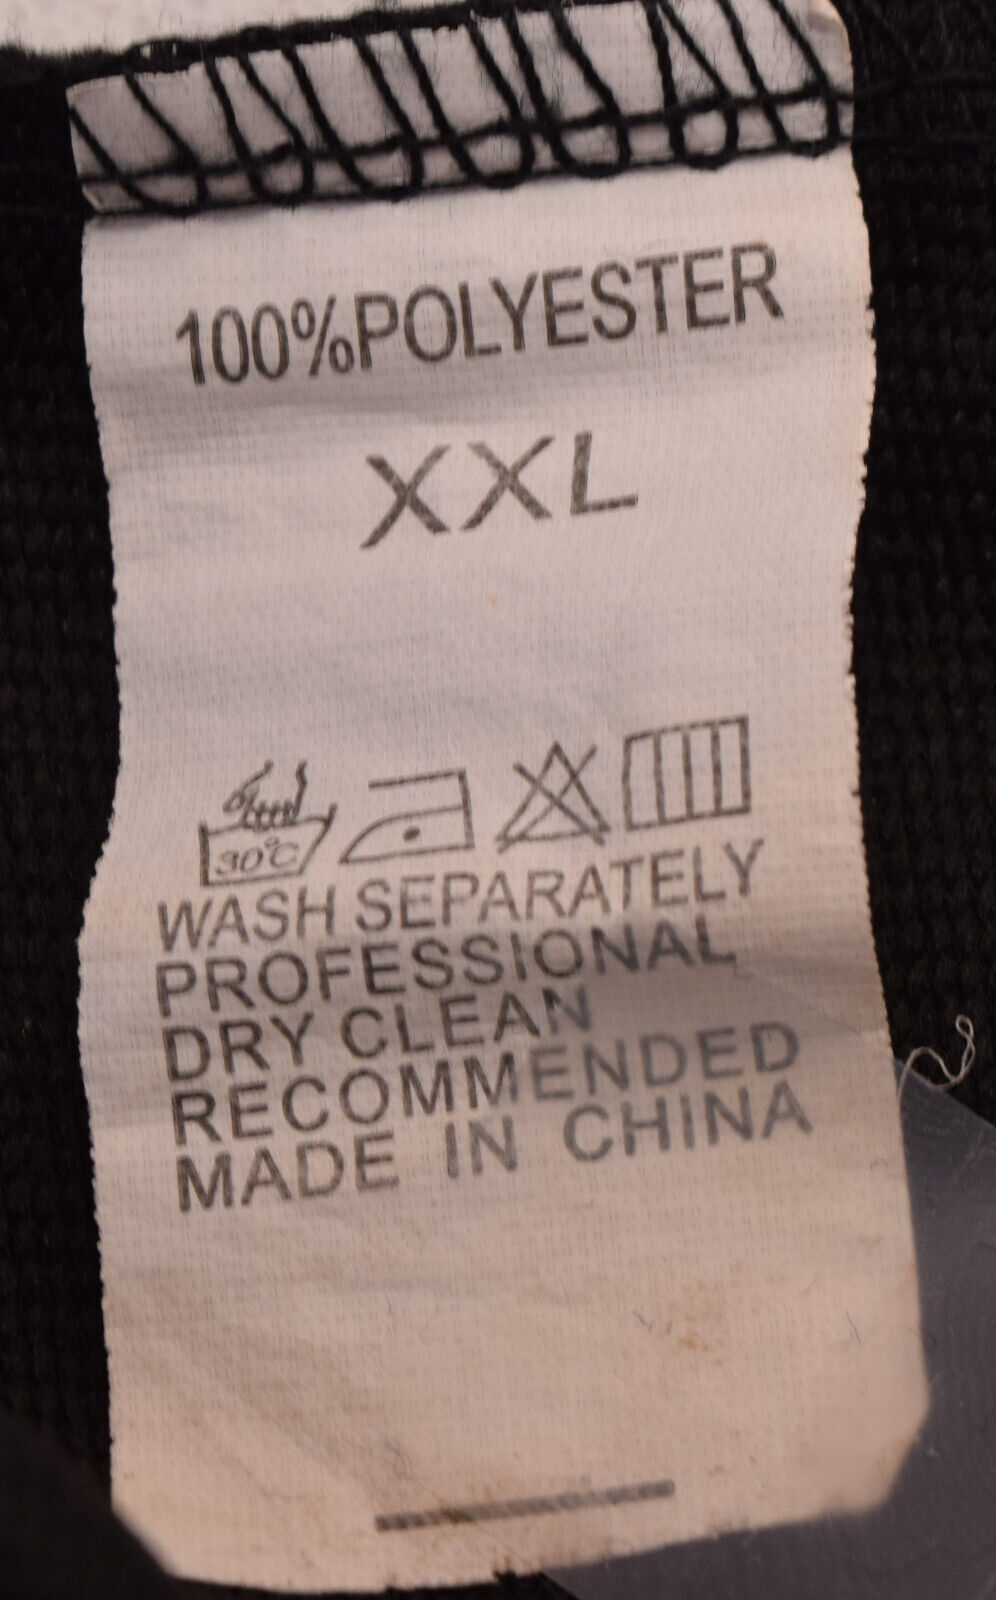 100%POLYESTER
XXL
30°C
WASH SEPARATELY
PROFESSIONAL
DRY CLEAN
RECOMMENDED
MADE IN CHINA